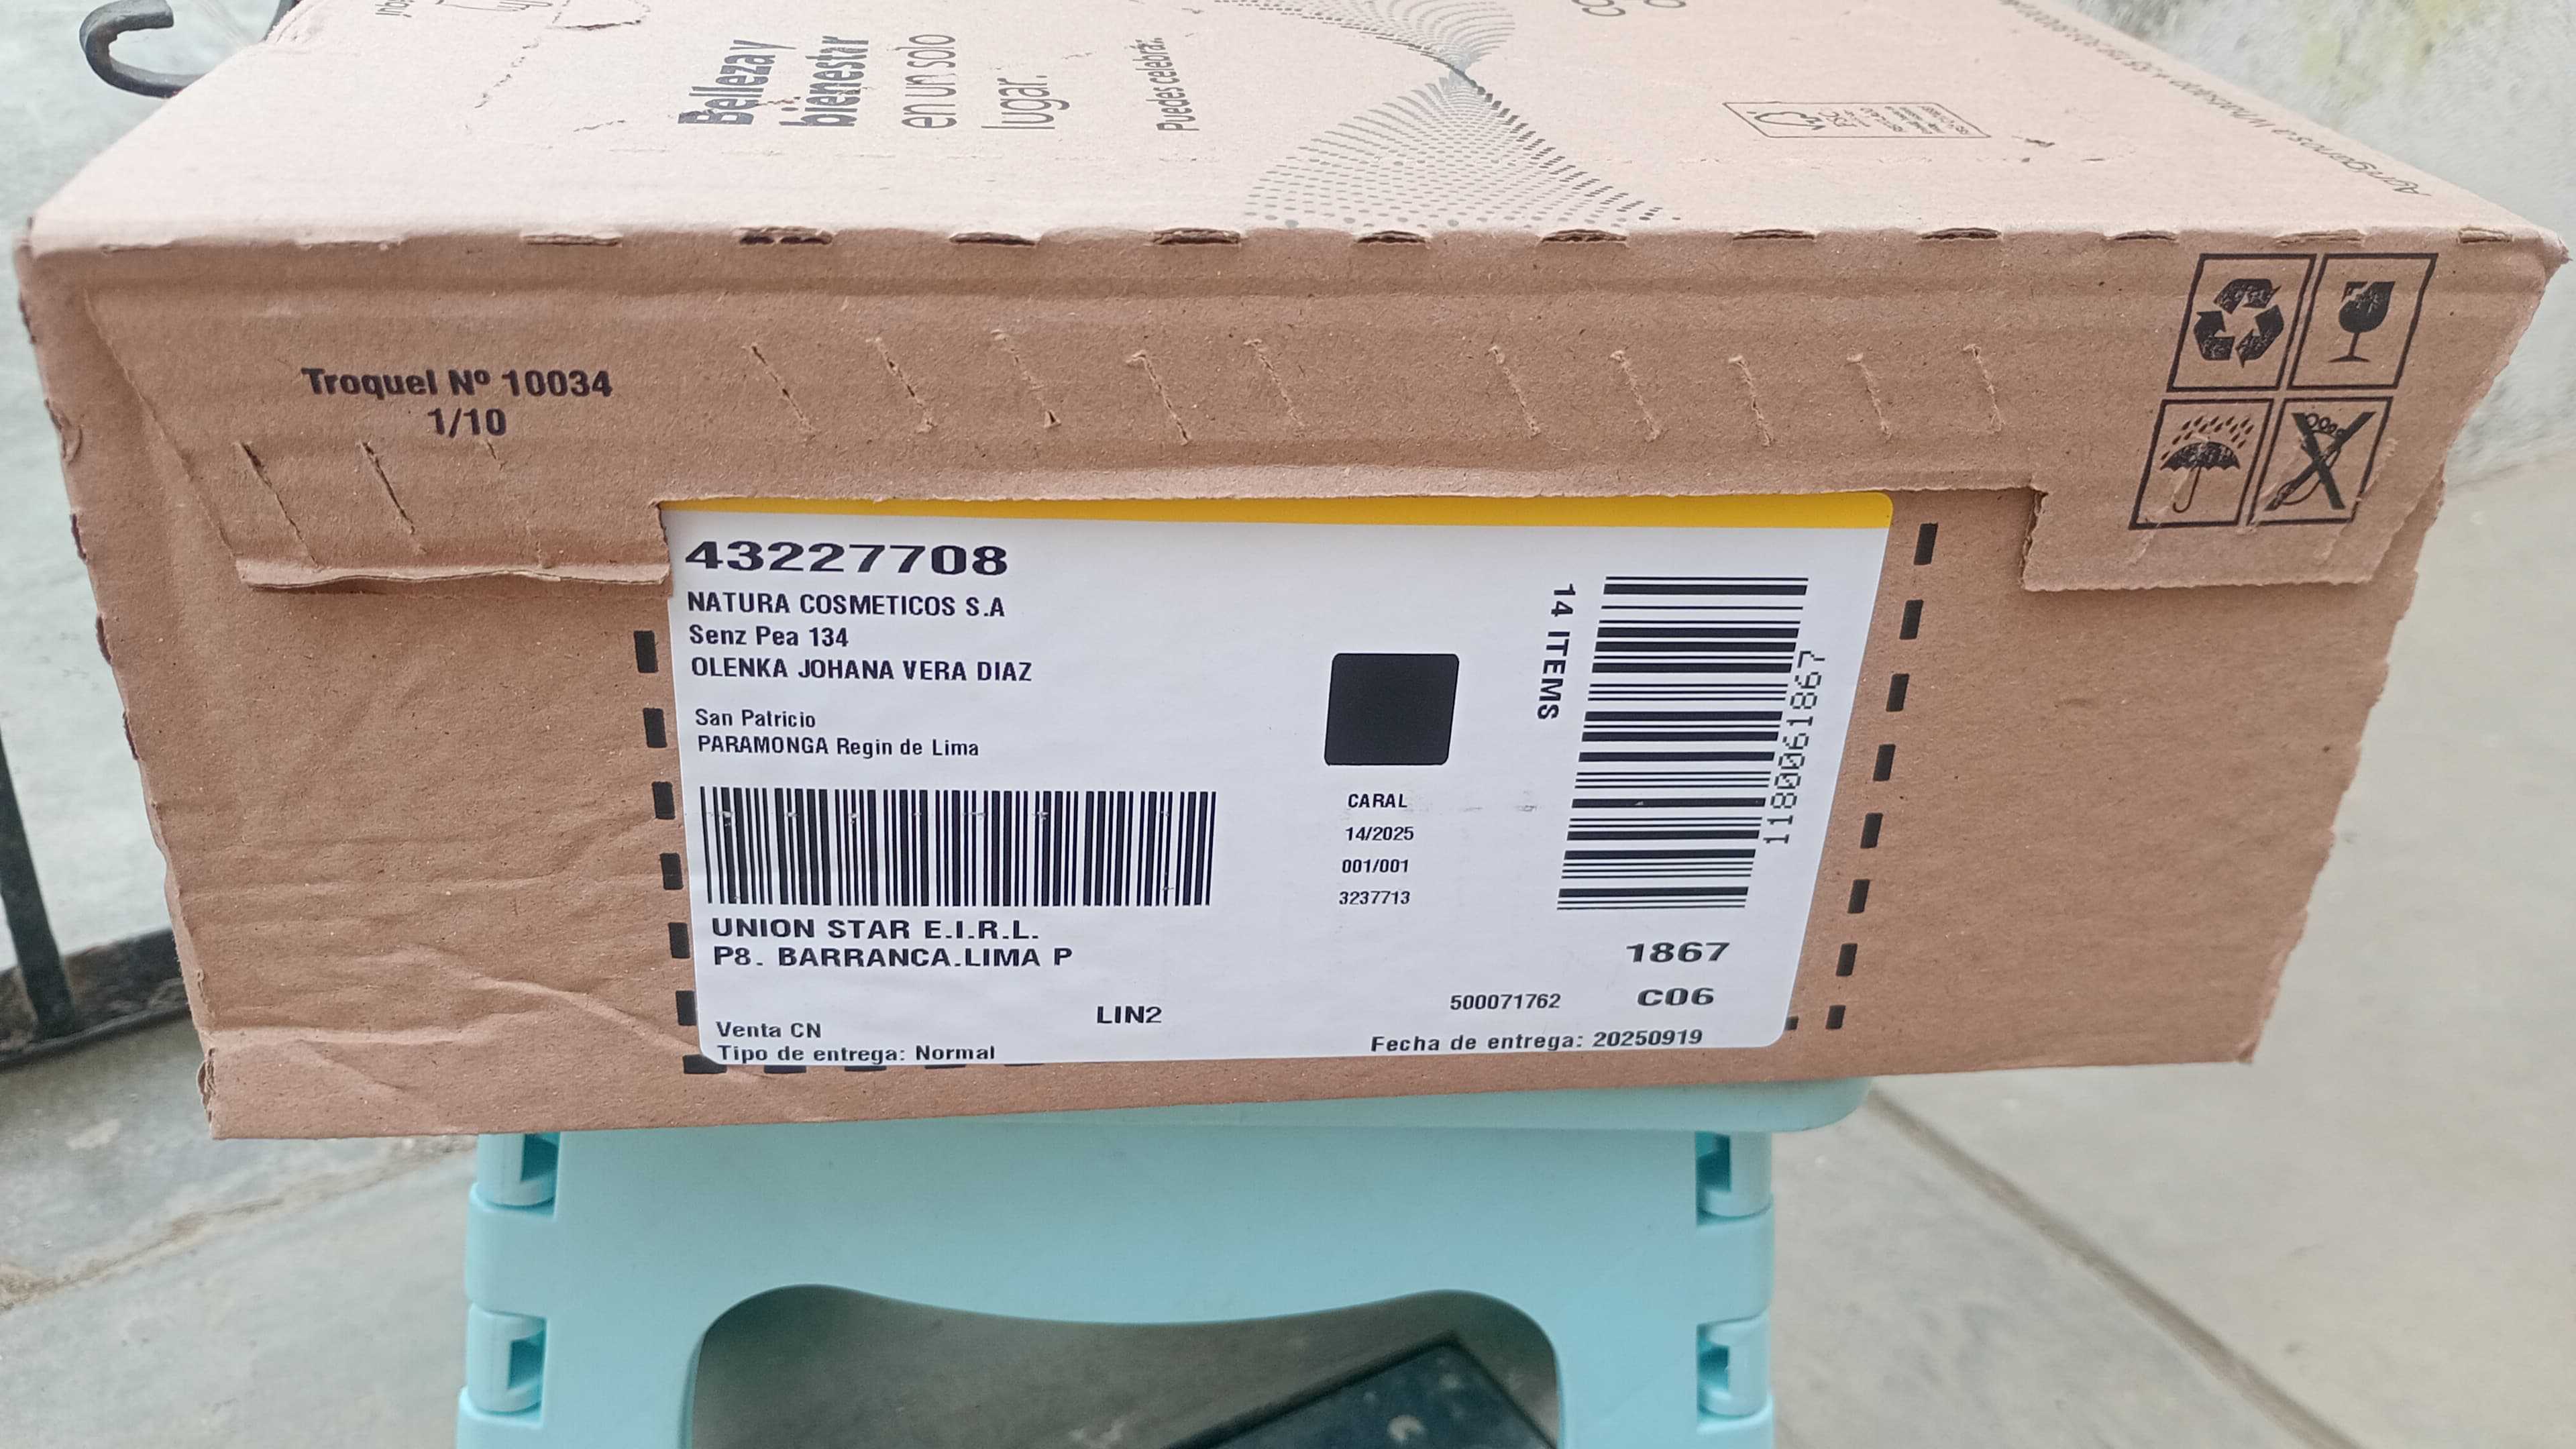 Belleza y
bienestar
en un solo
lugar.
Puedes celebrar.
Troquel Nº 10034
1/10
43227708
NATURA COSMETICOS S.A
Senz Pea 134
OLENKA JOHANA VERA DIAZ
San Patricio
PARAMONGA Regin de Lima
UNION STAR E.I.R.L.
P8. BARRANCA.LIMA P
LIN2
Venta CN
Tipo de entrega: Normal
CARAL
14/2025
001/001
3237713
14 ITEMS
1180061867
1867
500071762
C06
Fecha de entrega: 20250919